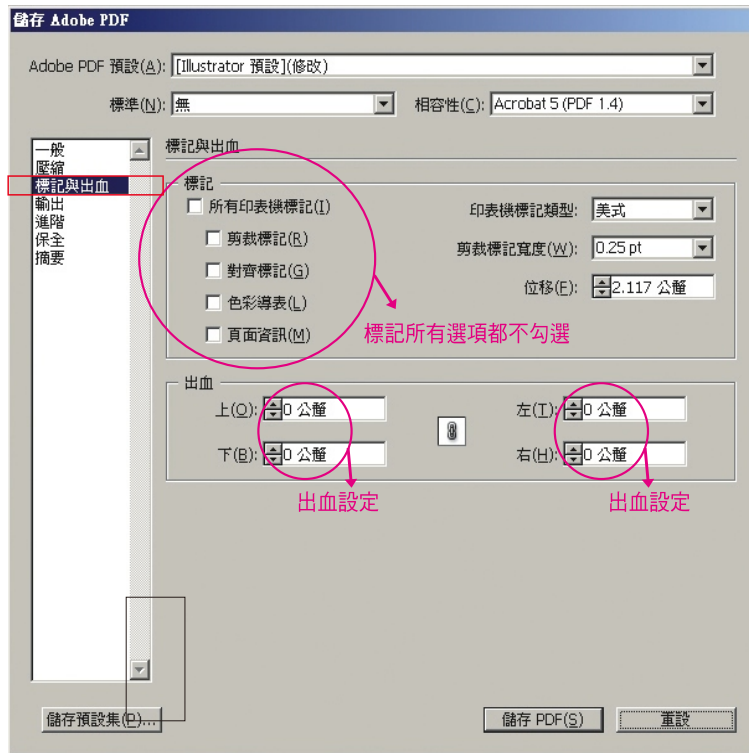 儲存 Adobe PDF
Adobe PDF 預設(A): [Illustrator 預設](修改)
標準(N): 無 相容性(C): Acrobat 5 (PDF 1.4)
一般
壓縮
標記與出血
輸出
進階
保全
摘要
標記與出血
標記
所有印表機標記(I) 印表機標記類型: 美式
剪裁標記(R) 剪裁標記寬度(W): 0.25 pt
對齊標記(G) 位移(F): 2.117 公釐
色彩導表(L)
頁面資訊(M)
標記所有選項都不勾選
出血
上(O): 0 公釐 左(T): 0 公釐
下(B): 0 公釐 右(H): 0 公釐
出血設定 出血設定
儲存預設集(P)... 儲存 PDF(S) 重設